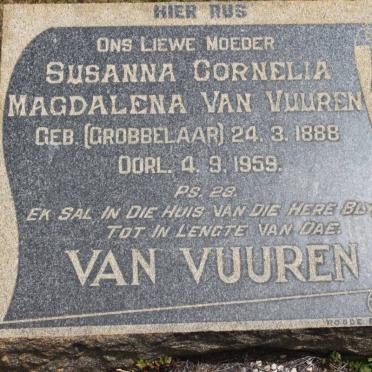 HIER RUS
ONS LIEWE MOEDER
SUSANNA CORNELIA
MAGDALENA VAN VUUREN
GEB. (GROBBELAAR) 24. 3. 1888
OORL. 4. 9. 1959.
PS. 23.
EK SAL IN DIE HUIS VAN DIE HERE
TOT IN LENGTE VAN DAE.
VAN VUUREN